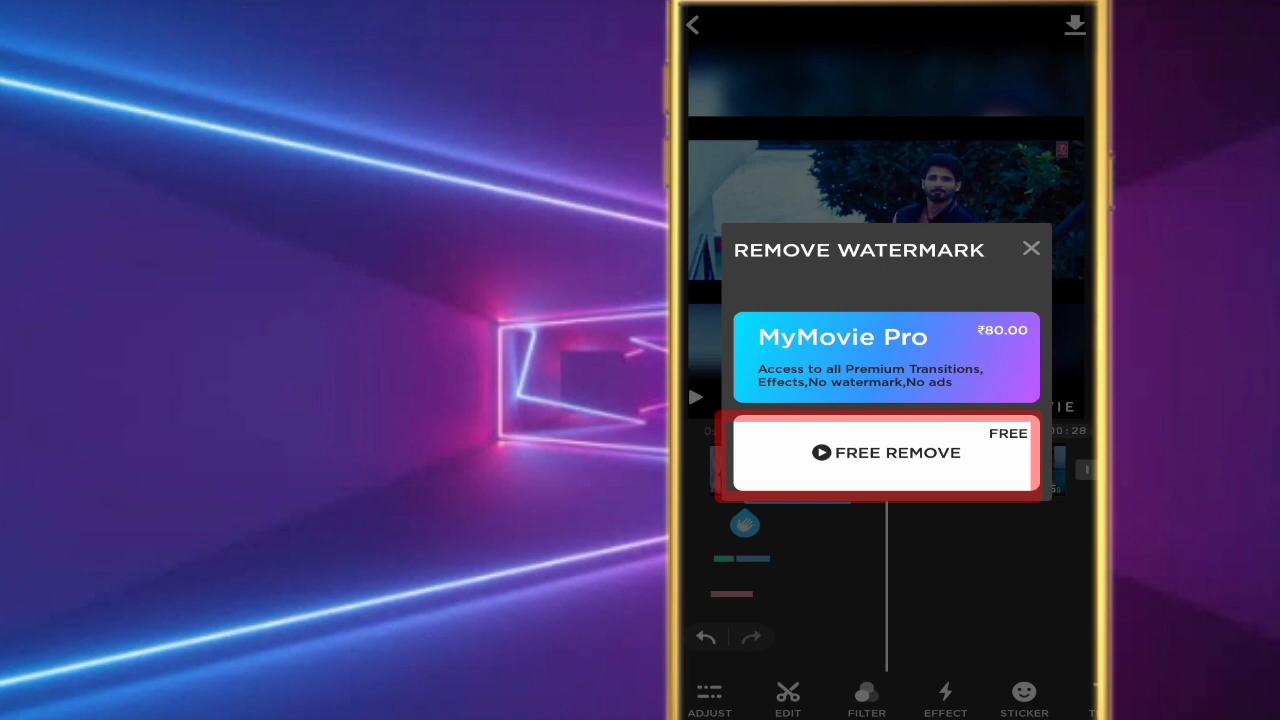 REMOVE WATERMARK
MyMovie Pro
₹80.00
Access to all Premium Transitions,
Effects,No watermark,No ads
FREE
FREE REMOVE
ADJUST
EDIT
FILTER
EFFECT
STICKER